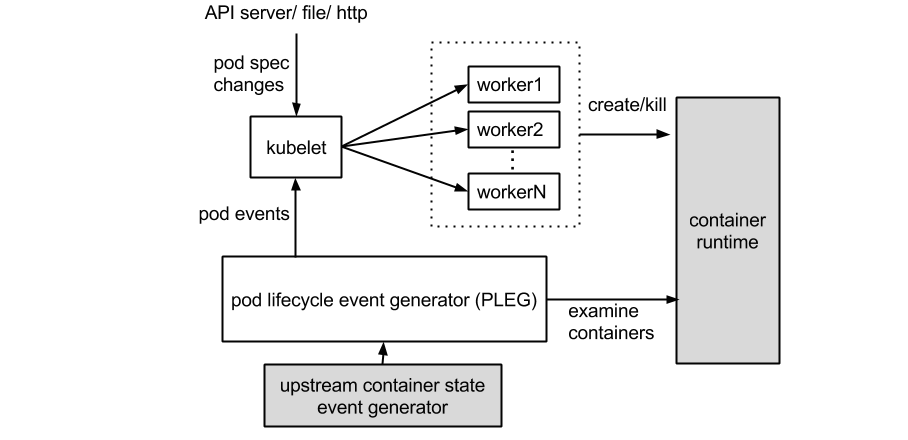 API server/ file/ http
pod spec
changes
kubelet
worker1
worker2
workerN
create/kill
container
runtime
pod events
pod lifecycle event generator (PLEG)
examine
containers
upstream container state
event generator